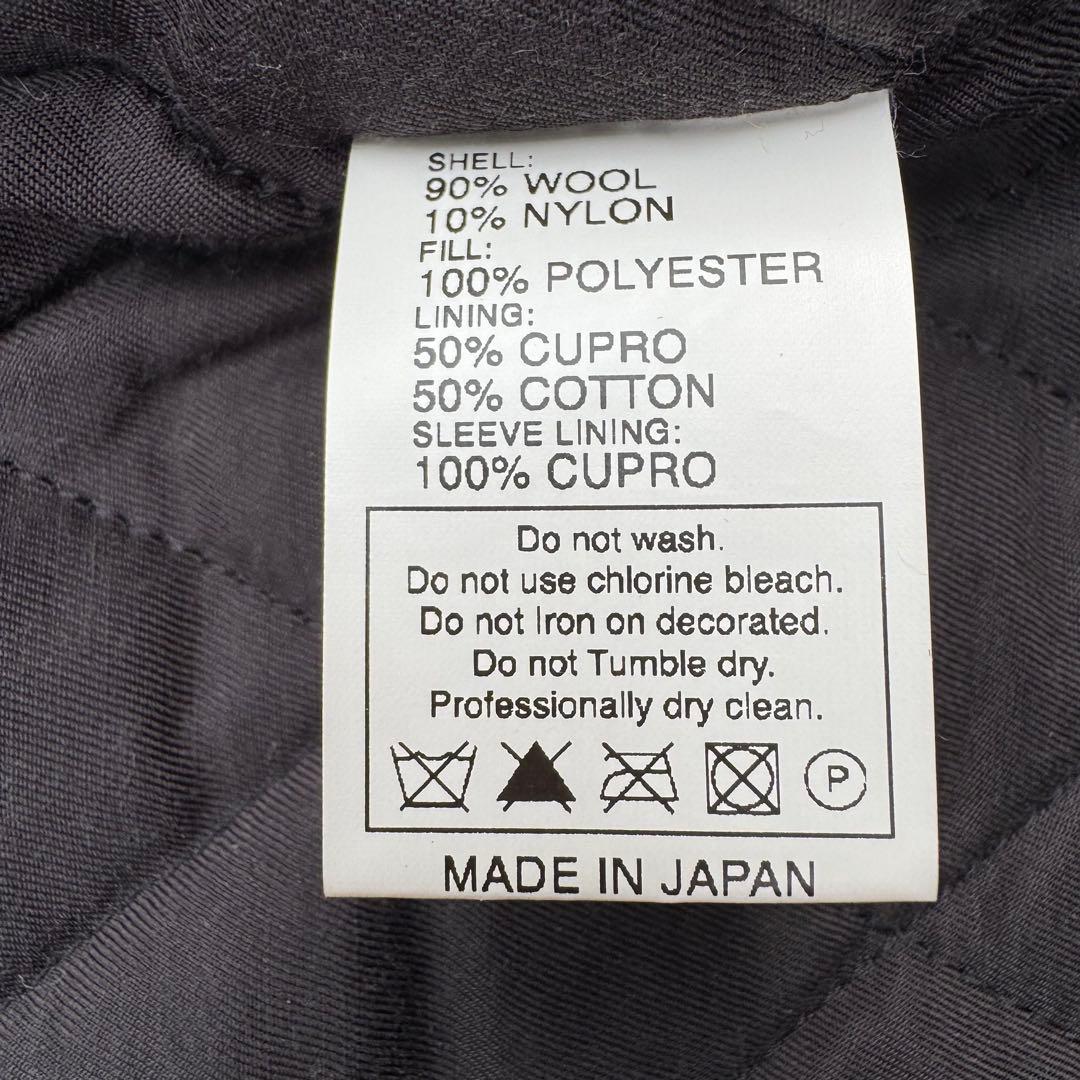 SHELL:
90% WOOL
10% NYLON
FILL:
100% POLYESTER
LINING:
50% CUPRO
50% COTTON
SLEEVE LINING:
100% CUPRO
Do not wash.
Do not use chlorine bleach.
Do not Iron on decorated.
Do not Tumble dry.
Professionally dry clean.
P
MADE IN JAPAN